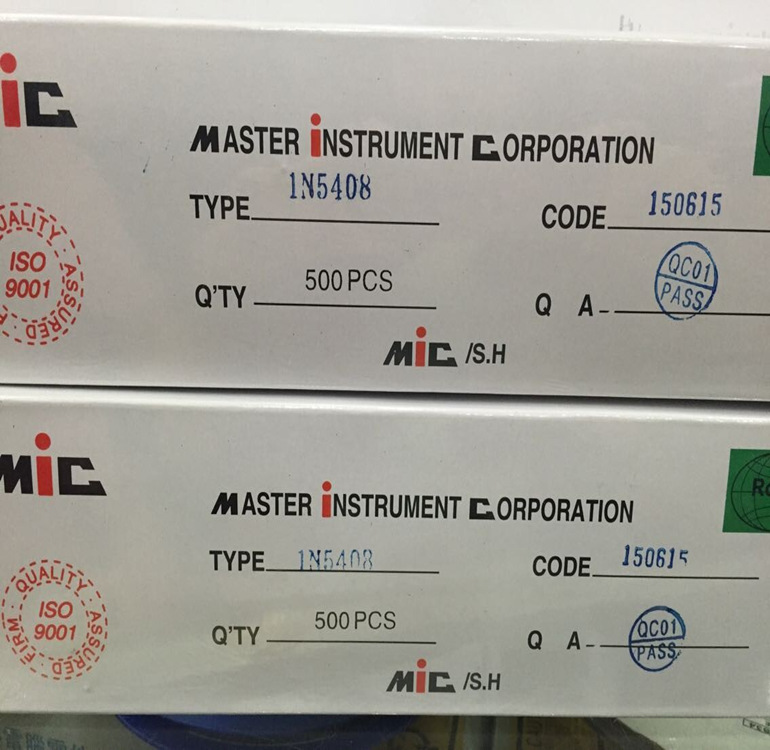 MiC
MASTER iNSTRUMENT CORPORATION
TYPE 1N5408
CODE 150615
QUALITY ASSURED
ISO
9001
Q'TY 500 PCS
Q A- QC01
PASS
MiC /S.H
MiC
MASTER iNSTRUMENT CORPORATION
TYPE 1N5408
CODE 150615
QUALITY ASSURED FIRM
ISO
9001
Q'TY 500 PCS
Q A- QC01
PASS
MiC /S.H